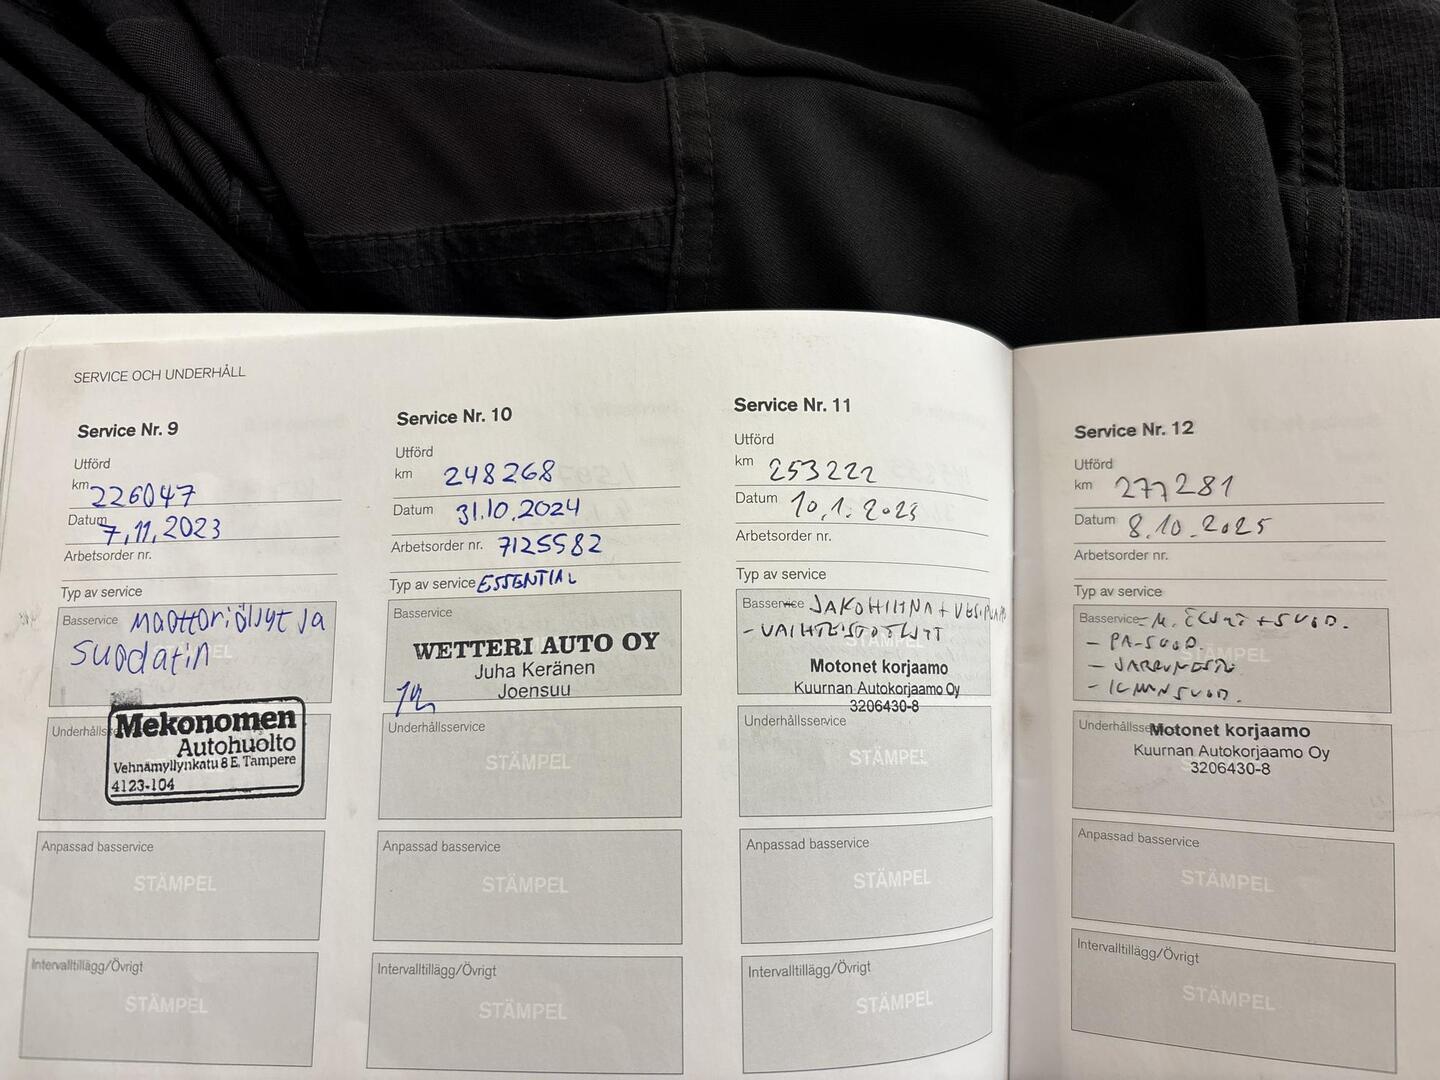 SERVICE OCH UNDERHÅLL
Service Nr. 9
Utförd
km 226047
Datum 7,11,2023
Arbetsorder nr.
Typ av service
Basservice Moottoriöljyt ja
suodatin
Mekonomen
Autohuolto
Vehnämyllynkatu 8 E, Tampere
4123-104
Anpassad basservice
STÄMPEL
Intervalltillägg/Övrigt
STÄMPEL
Service Nr. 10
Utförd
km 248268
Datum 31.10.2024
Arbetsorder nr. 7125582
Typ av service ESSENTIAL
Basservice
WETTERI AUTO OY
Juha Keränen
Joensuu
Underhållsservice
STÄMPEL
Anpassad basservice
STÄMPEL
Intervalltillägg/Övrigt
STÄMPEL
Service Nr. 11
Utförd
km 253222
Datum 10.1.2025
Arbetsorder nr.
Typ av service
Basservice JAKOHIHNA + VESIPUMPPU
- VAIHTEISTOÖLJYT
Motonet korjaamo
Kuurnan Autokorjaamo Oy
3206430-8
Underhållsservice
STÄMPEL
Anpassad basservice
STÄMPEL
Intervalltillägg/Övrigt
STÄMPEL
Service Nr. 12
Utförd
km 277281
Datum 8.10.2025
Arbetsorder nr.
Typ av service
Basservice - M.ÖLJYT + SUOD.
- PA-SUOD.
- JARRUNESTE
- ILMANSUOD.
Motonet korjaamo
Kuurnan Autokorjaamo Oy
3206430-8
Anpassad basservice
STÄMPEL
Intervalltillägg/Övrigt
STÄMPEL